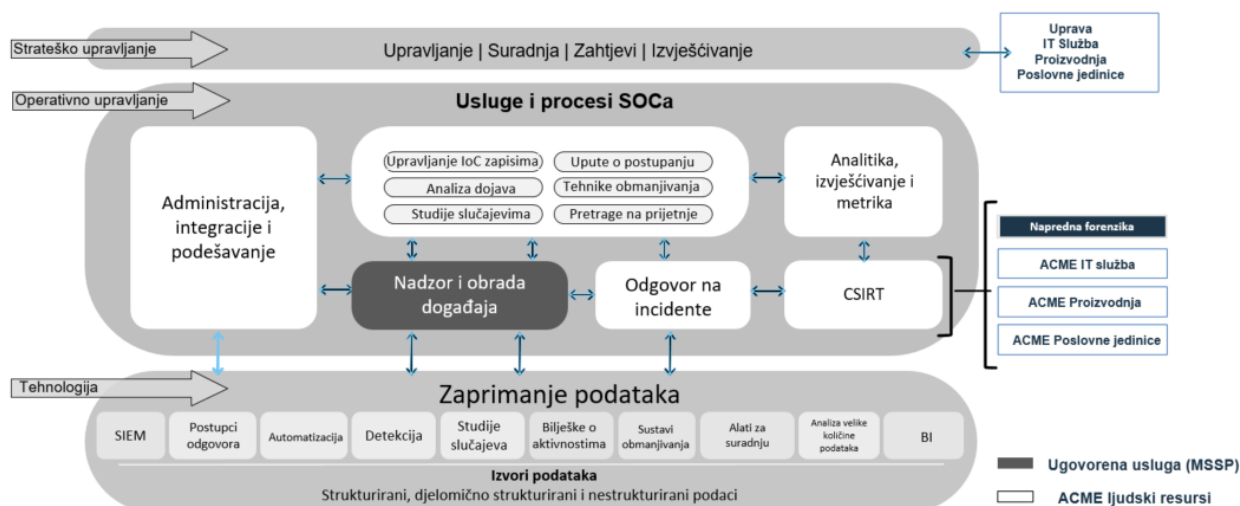 Strateško upravljanje
Upravljanje | Suradnja | Zahtjevi | Izvješćivanje
Uprava
IT Služba
Proizvodnja
Poslovne jedinice
Operativno upravljanje
Usluge i procesi SOCa
Administracija,
integracije i
podešavanje
Upravljanje IoC zapisima
Upute o postupanju
Analiza dojava
Tehnike obmanjivanja
Studije slučajevima
Pretrage na prijetnje
Analitika,
izvješćivanje i
metrika
Nadzor i obrada
događaja
Odgovor na
incidente
CSIRT
Napredna forenzika
ACME IT služba
ACME Proizvodnja
ACME Poslovne jedinice
Tehnologija
Zaprimanje podataka
SIEM
Postupci
odgovora
Automatizacija
Detekcija
Studije
slučajeva
Bilješke o
aktivnostima
Sustavi
obmanjivanja
Alati za
suradnju
Analiza velike
količine
podataka
BI
Izvori podataka
Strukturirani, djelomično strukturirani i nestrukturirani podaci
Ugovorena usluga (MSSP)
ACME ljudski resursi